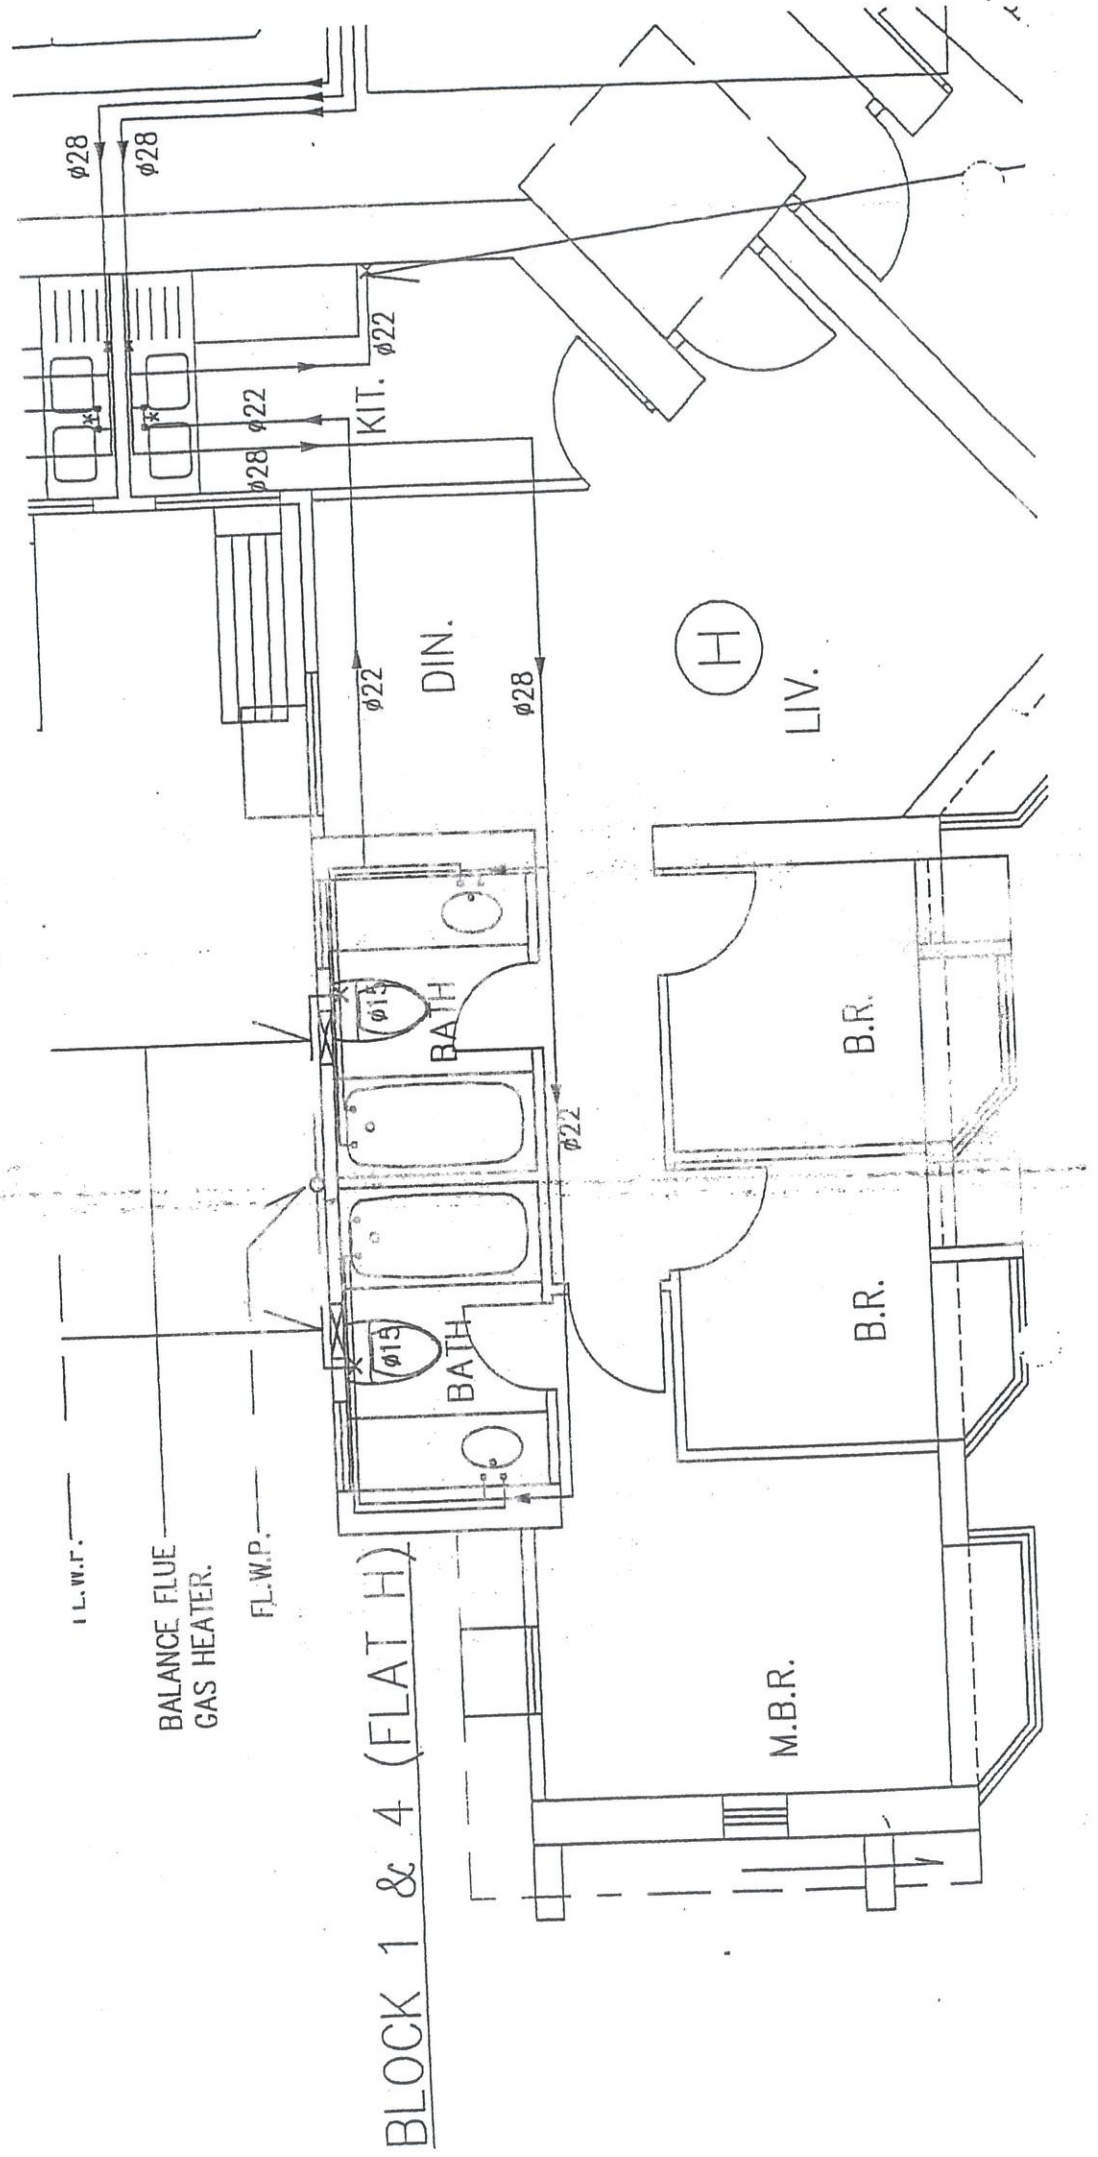 ø28
ø28
ø22
KIT.
ø22
ø28
DIN.
ø22
ø28
H
LIV.
ø15
BATH
ø22
B.R.
ø15
BATH
B.R.
M.B.R.
BALANCE FLUE
GAS HEATER.
FL.W.P.
BLOCK 1 & 4 (FLAT H)